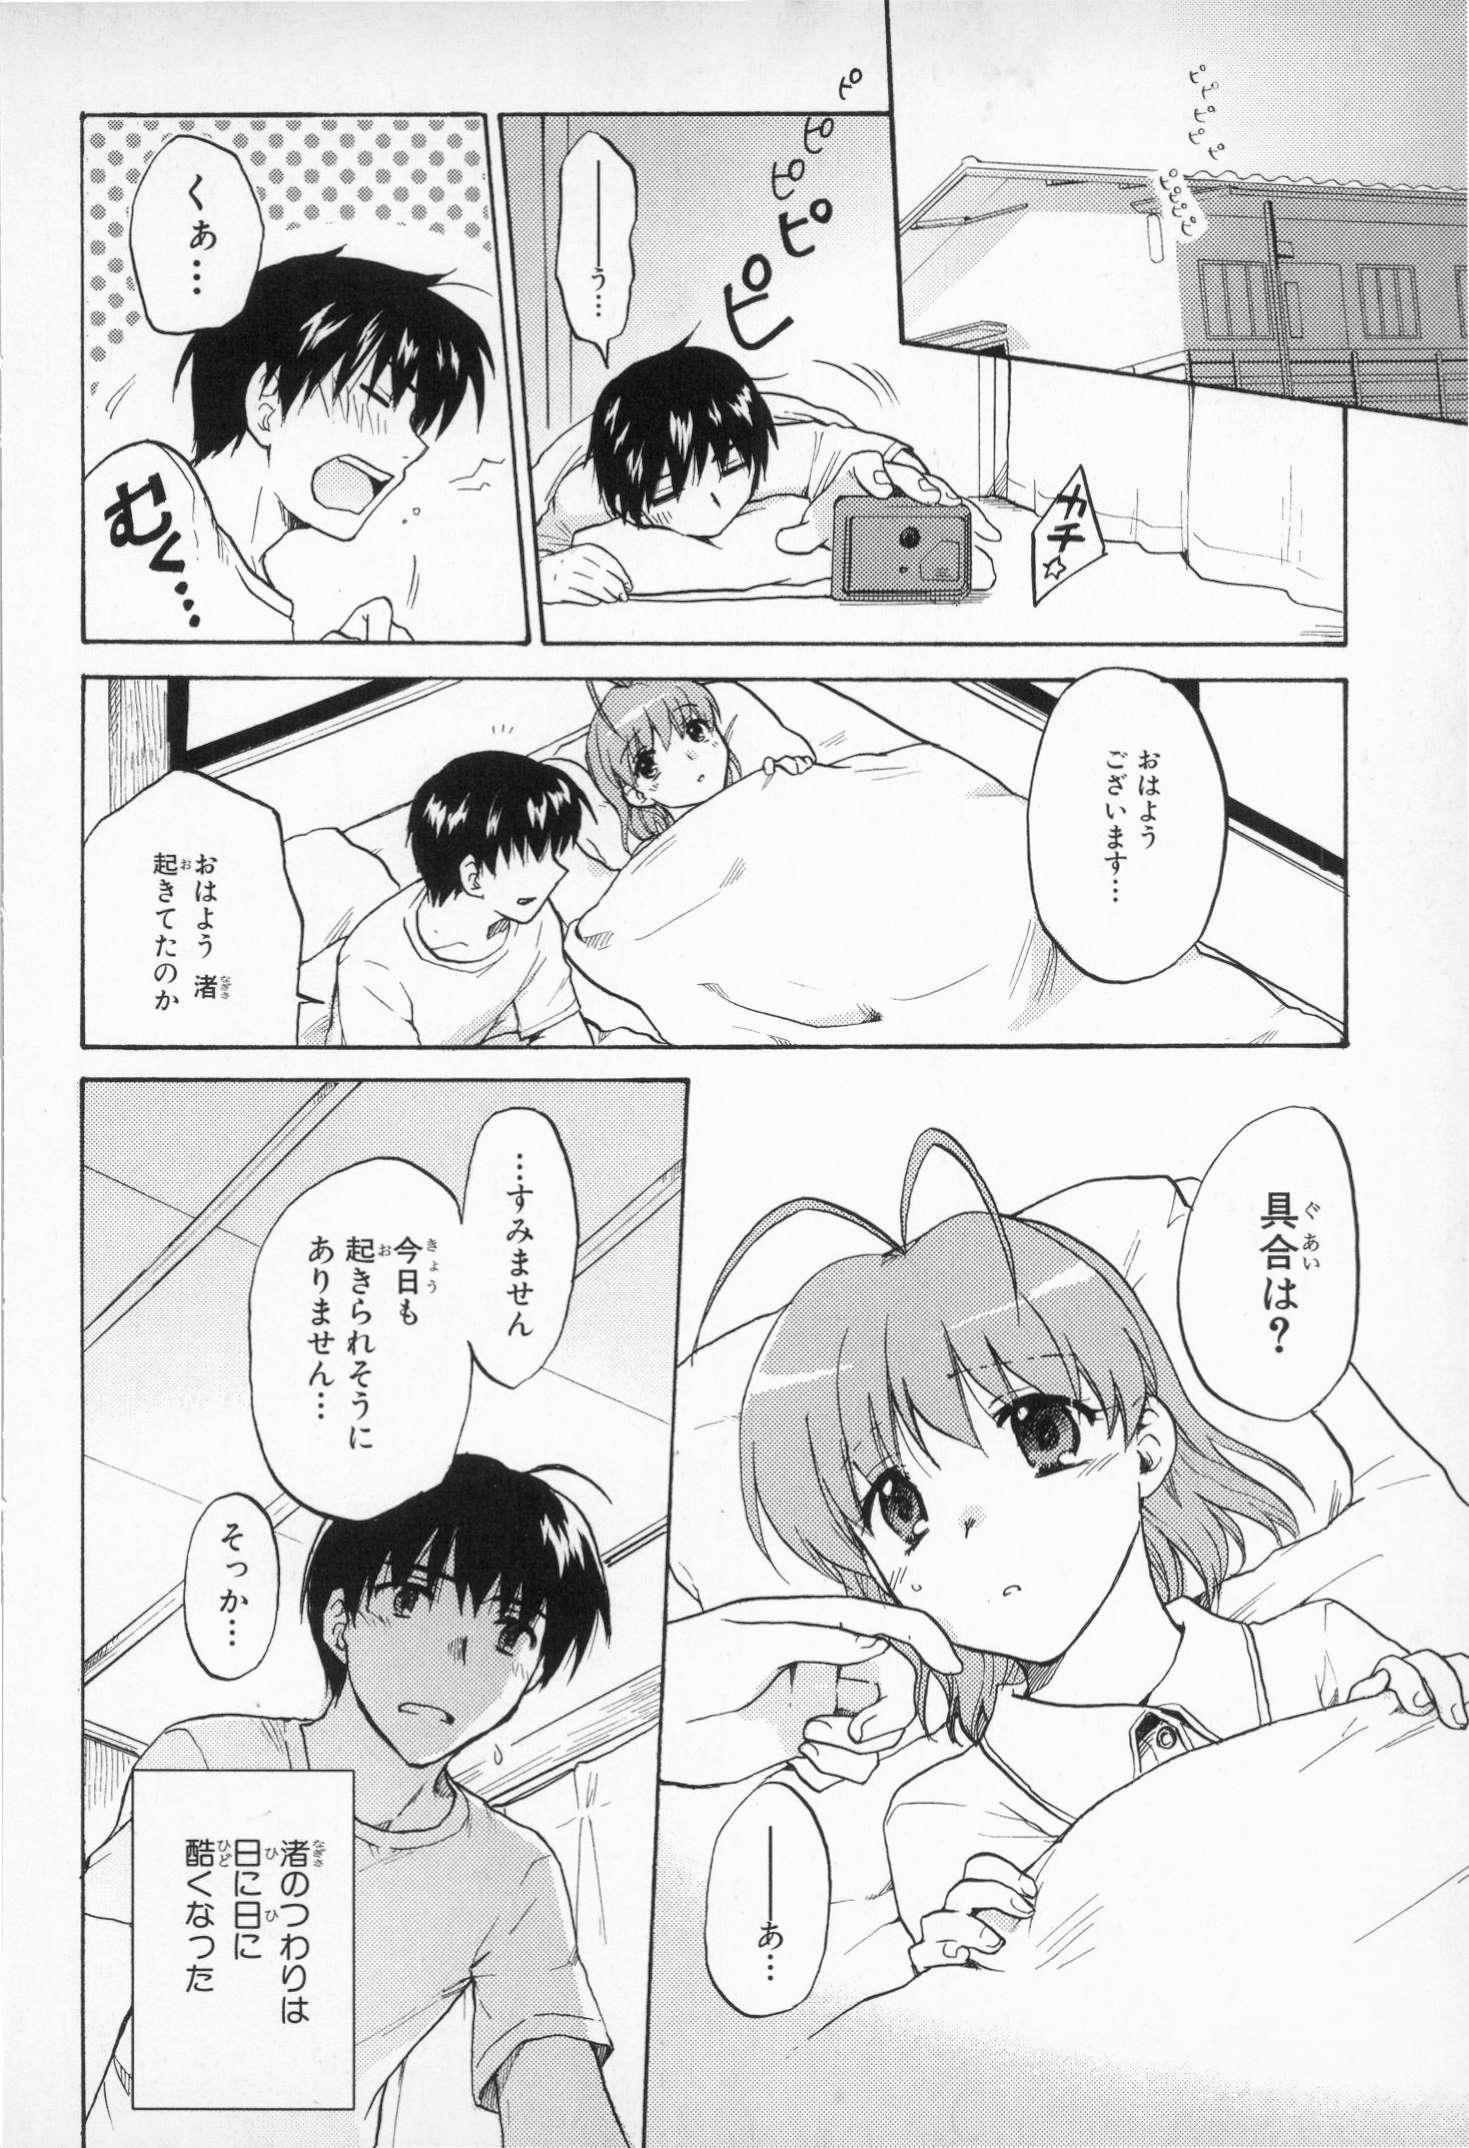 ピピピピピ
ピピピピ
ピピピピピ
カチ☆
――う…
くあ…
むく…
おはよう
ございます…
おはよう 渚
起きてたのか
具合は?
――あ…
…すみません
今日も
起きられそうに
ありません…
そっか…
渚のつわりは
日に日に
酷くなった